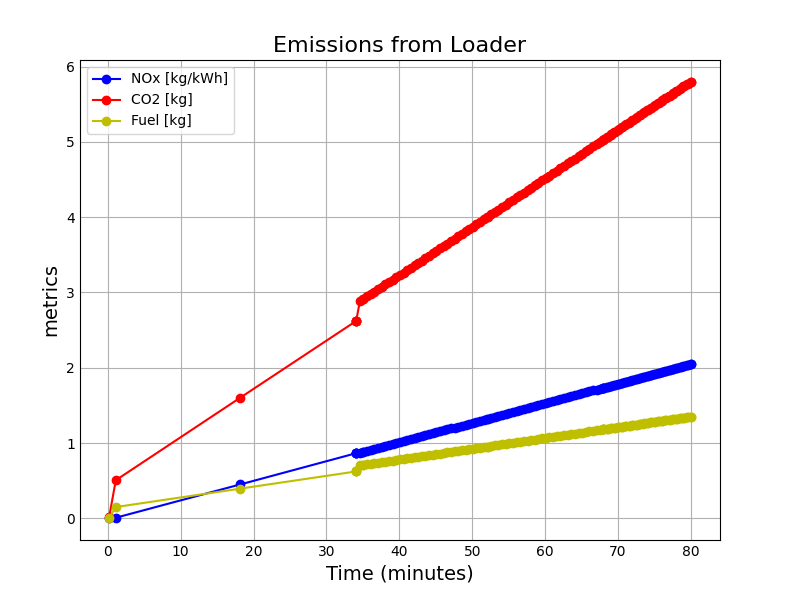 Emissions from Loader
NOx [kg/kWh]
CO2 [kg]
Fuel [kg]
6
5
4
3
2
1
0
metrics
0 10 20 30 40 50 60 70 80
Time (minutes)